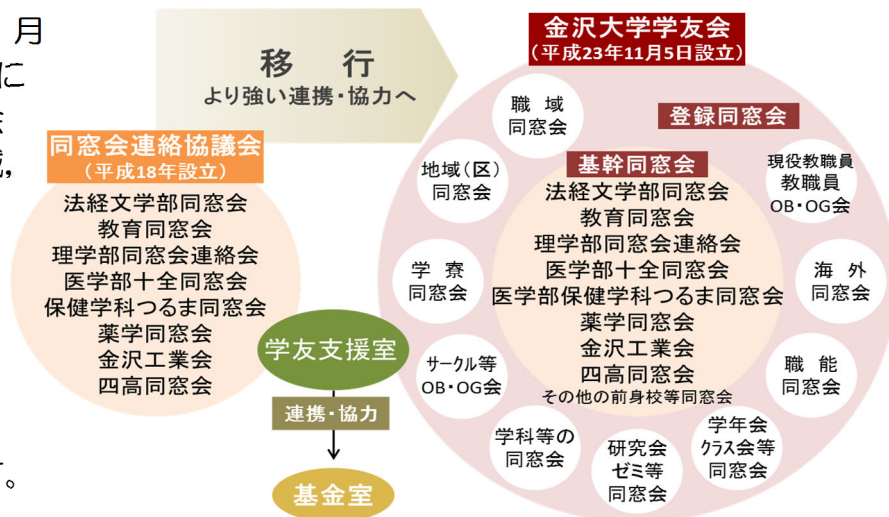 月
に
移 行
より強い連携・協力へ
金沢大学学友会
(平成23年11月5日設立)
同窓会連絡協議会
(平成18年設立)
法経文学部同窓会
教育同窓会
理学部同窓会連絡会
医学部十全同窓会
保健学科つるま同窓会
薬学同窓会
金沢工業会
四高同窓会
学友支援室
連携・協力
基金室
登録同窓会
基幹同窓会
法経文学部同窓会
教育同窓会
理学部同窓会連絡会
医学部十全同窓会
医学部保健学科つるま同窓会
薬学同窓会
金沢工業会
四高同窓会
その他の前身校等同窓会
職 域
同窓会
地域(区)
同窓会
学 寮
同窓会
サークル等
OB・OG会
学科等の
同窓会
研究会
ゼミ等
同窓会
学年会
クラス会等
同窓会
職 能
同窓会
海 外
同窓会
現役教職員
教職員
OB・OG会
。